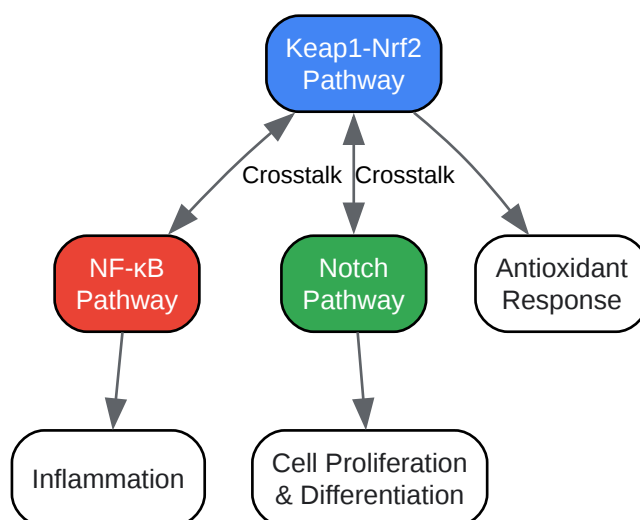 Keap1-Nrf2
Pathway
Crosstalk
Crosstalk
NF-κB
Pathway
Notch
Pathway
Antioxidant
Response
Inflammation
Cell Proliferation
& Differentiation